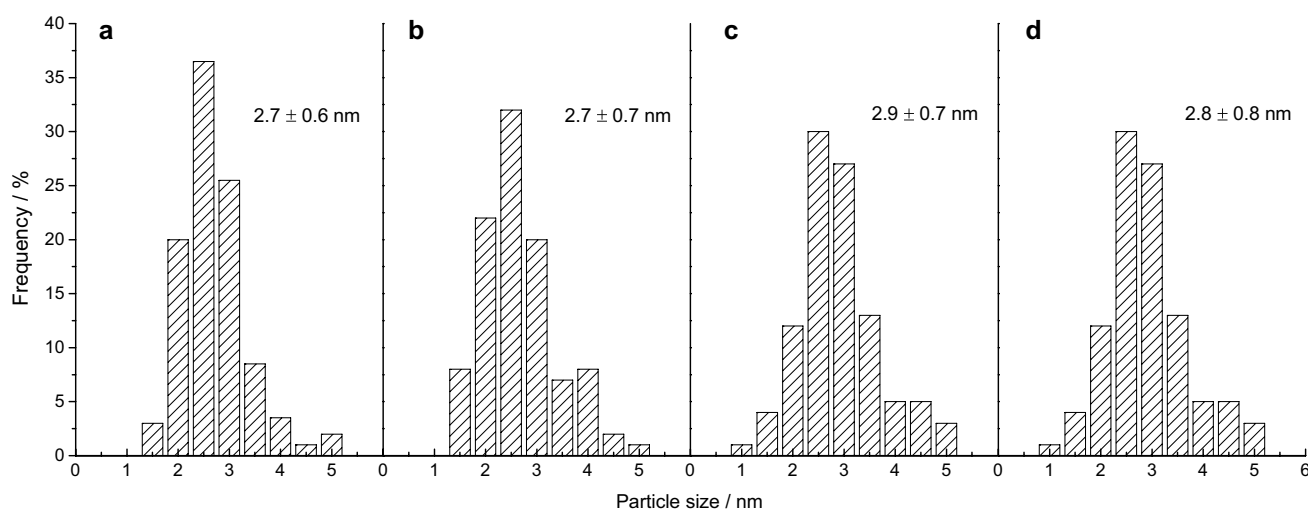 a b c d
2.7 ± 0.6 nm 2.7 ± 0.7 nm 2.9 ± 0.7 nm 2.8 ± 0.8 nm
40
35
30
25
20
15
10
5
0
Frequency / %
0 1 2 3 4 5 0 1 2 3 4 5 0 1 2 3 4 5 0 1 2 3 4 5 6
Particle size / nm